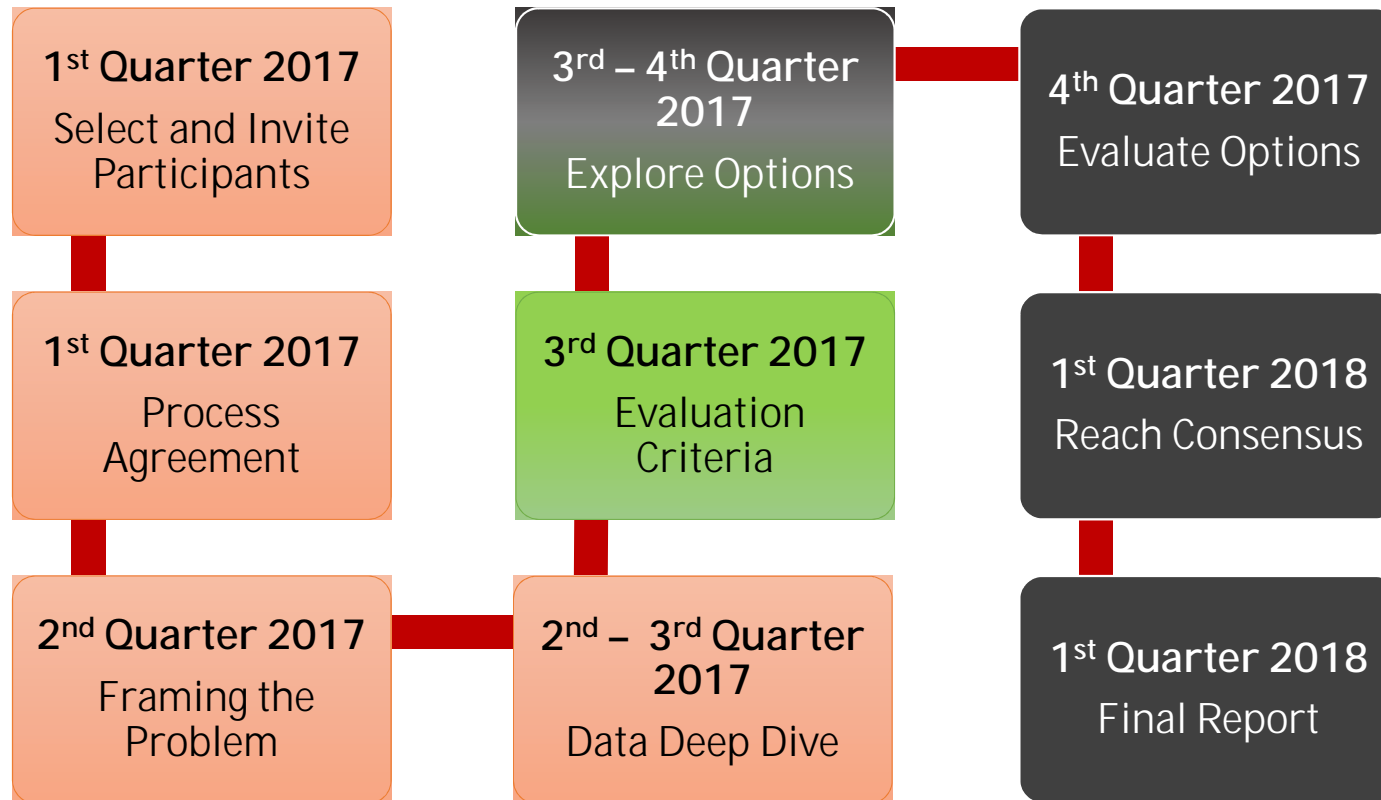 1st Quarter 2017
Select and Invite
Participants
1st Quarter 2017
Process
Agreement
2nd Quarter 2017
Framing the
Problem
2nd – 3rd Quarter
2017
Data Deep Dive
3rd Quarter 2017
Evaluation
Criteria
3rd – 4th Quarter
2017
Explore Options
4th Quarter 2017
Evaluate Options
1st Quarter 2018
Reach Consensus
1st Quarter 2018
Final Report